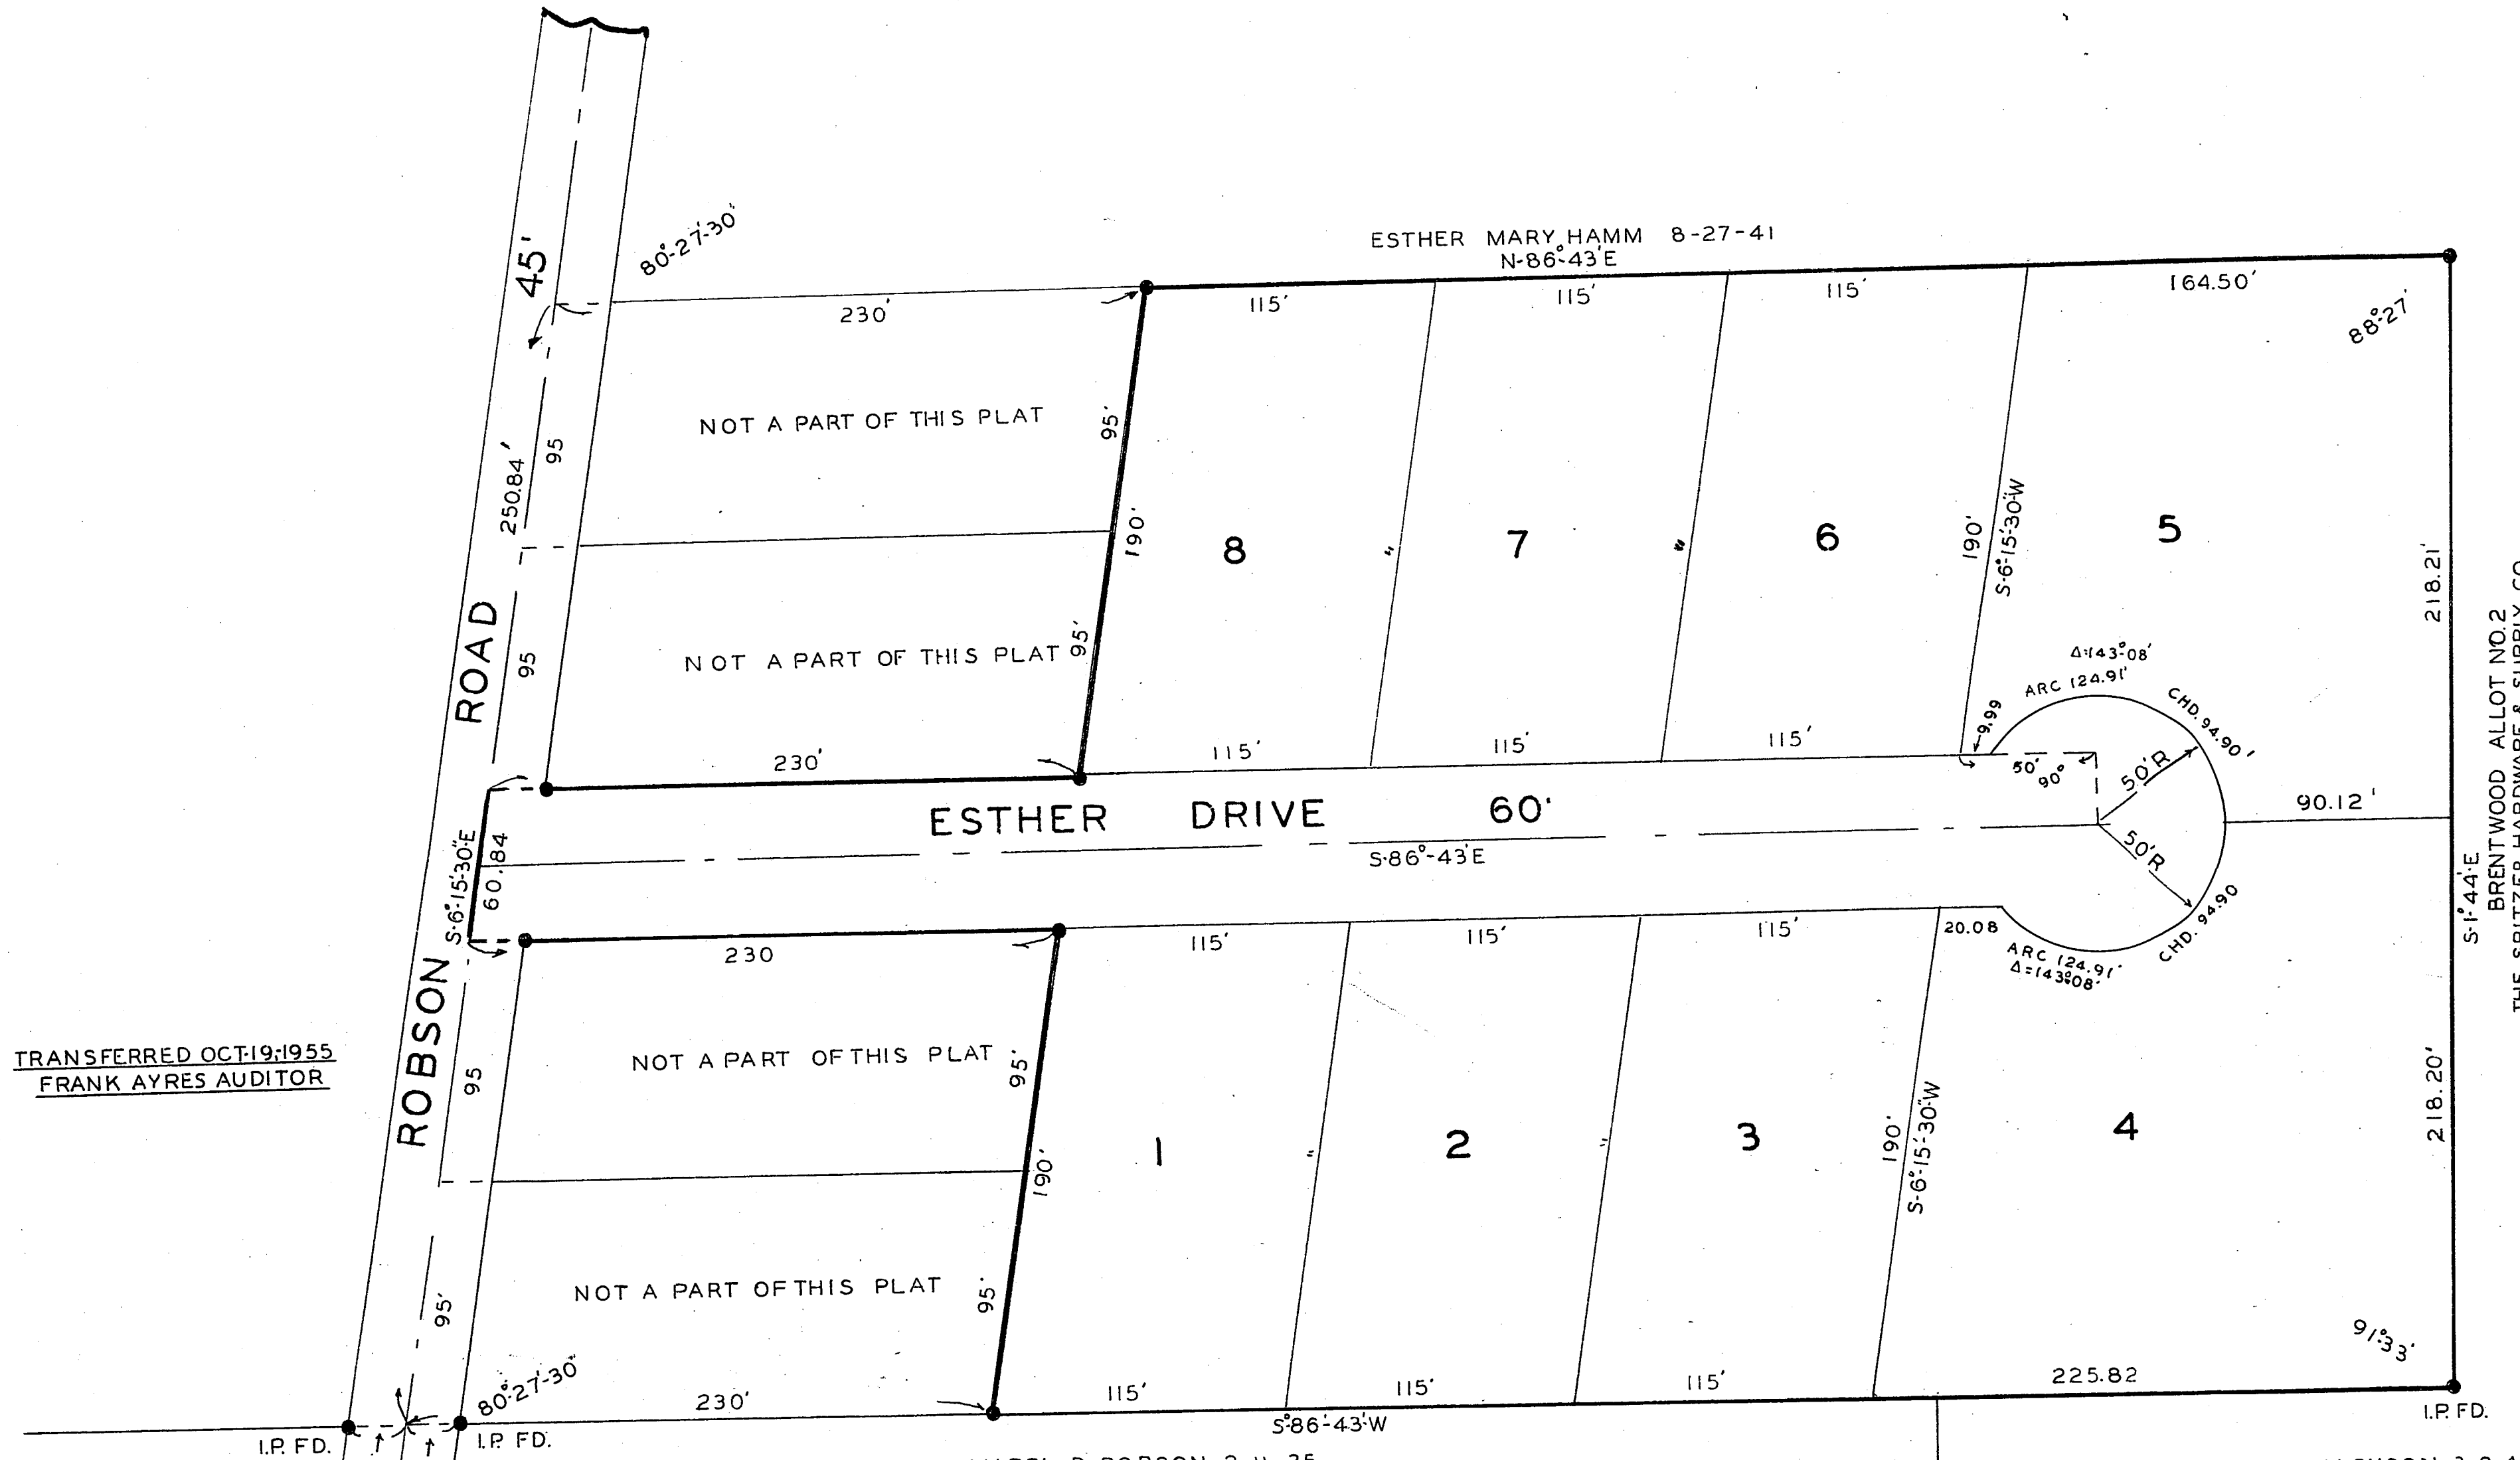 ESTHER MARY HAMM 8-27-41
N-86°-43'E
45'
80°-27'-30"
230'
115'
115'
115'
164.50'
88°-27'
NOT A PART OF THIS PLAT
95'
95
250.84'
190'
8
"
7
"
6
190'
S-6°-15'-30"W
5
218.21'
NOT A PART OF THIS PLAT
95'
95
ROBSON ROAD
230'
115'
115'
115'
9.99
Δ=143°-08'
ARC 124.91'
CHD. 94.90'
50'
90°
50'R
90.12'
ESTHER DRIVE 60'
S-86°-43'E
S-6°-15'-30"E
60.84
50'R
S-1°-44'E
BRENTWOOD ALLOT NO.2
THE SPITZER HARDWARE & SUPPLY CO.
230
115'
115'
115'
20.08
ARC 124.91'
Δ=143°08'
CHD. 94.90
TRANSFERRED OCT-19,-1955
FRANK AYRES AUDITOR
95
NOT A PART OF THIS PLAT
95'
190'
1
"
2
"
3
190'
S-6°-15'-30"W
4
218.20'
NOT A PART OF THIS PLAT
95'
95'
80°-27'-30"
230'
115'
115'
115'
225.82
91°-33'
S-86°-43'-W
I.P. FD.
I.P. FD.
I.P. FD.